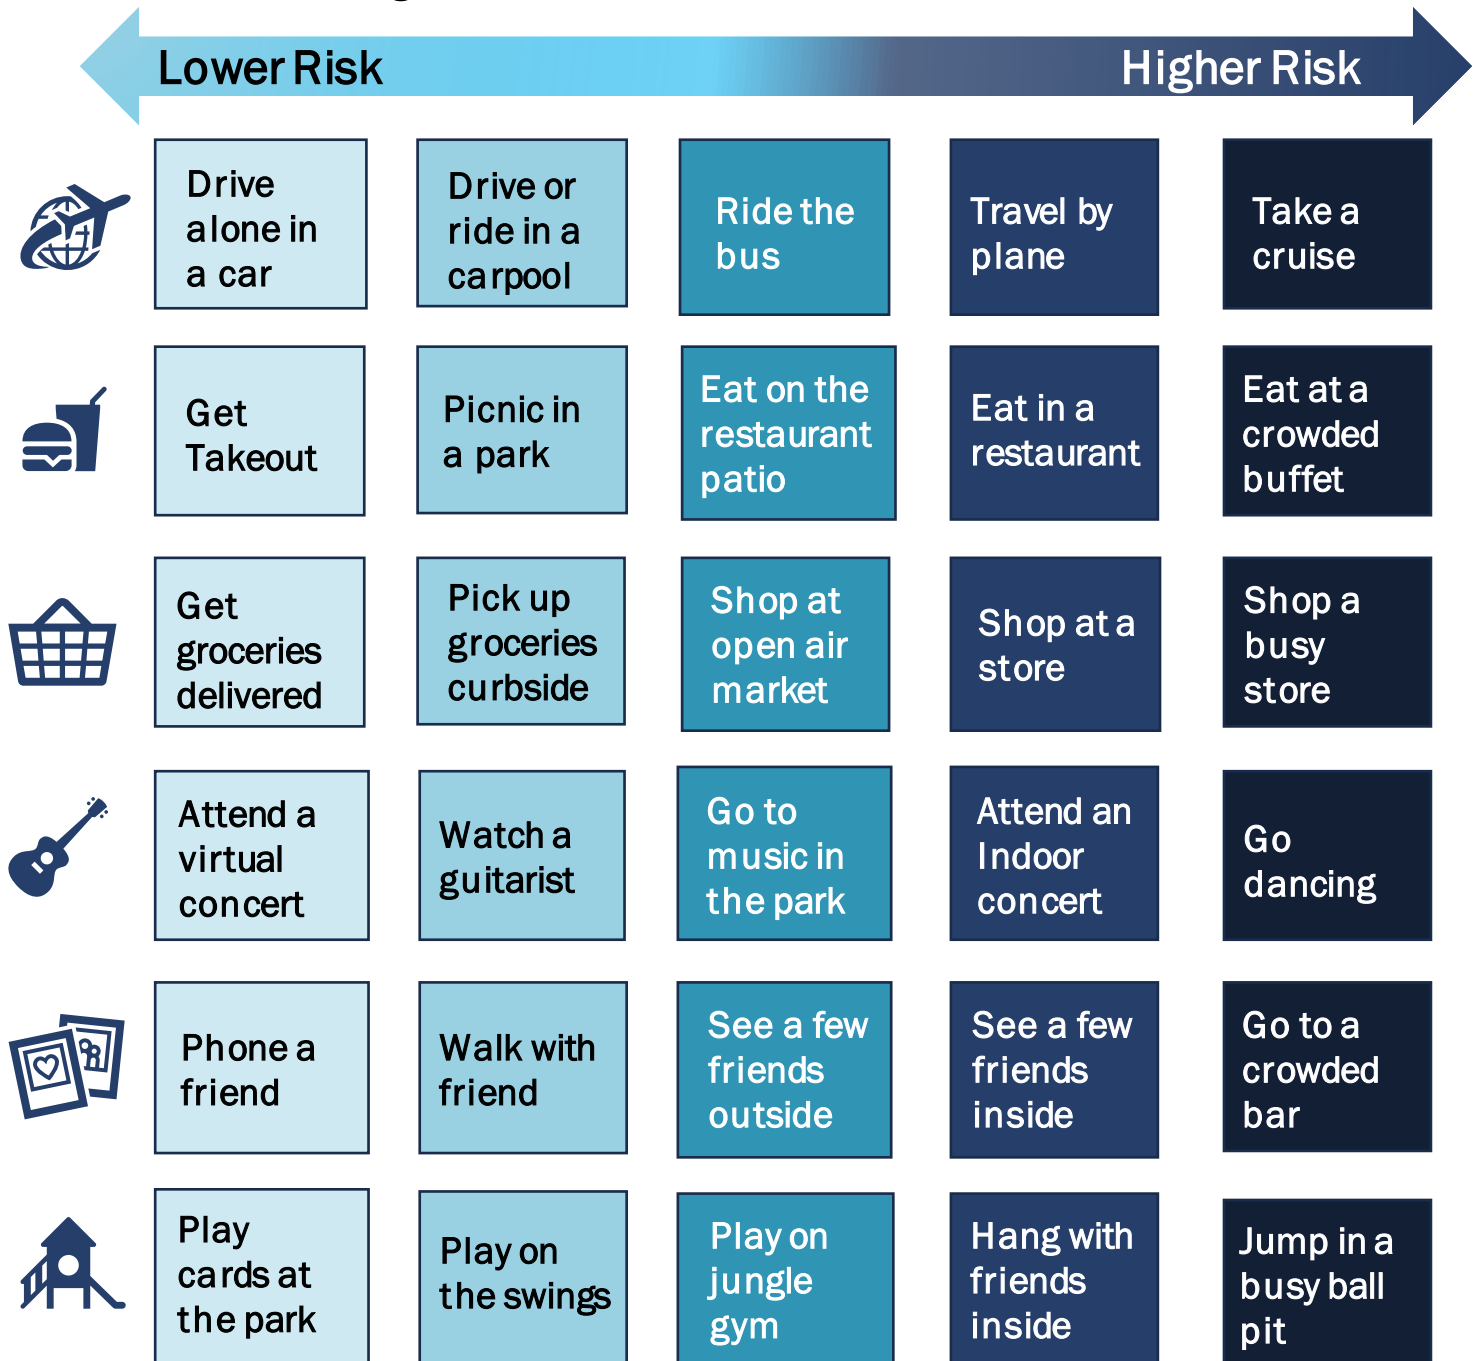 Lower Risk
Higher Risk
Drive
alone in
a car
Drive or
ride in a
carpool
Ride the
bus
Travel by
plane
Take a
cruise
Get
Takeout
Picnic in
a park
Eat on the
restaurant
patio
Eat in a
restaurant
Eat at a
crowded
buffet
Get
groceries
delivered
Pick up
groceries
curbside
Shop at
open air
market
Shop at a
store
Shop a
busy
store
Attend a
virtual
concert
Watch a
guitarist
Go to
music in
the park
Attend an
Indoor
concert
Go
dancing
Phone a
friend
Walk with
friend
See a few
friends
outside
See a few
friends
inside
Go to a
crowded
bar
Play
cards at
the park
Play on
the swings
Play on
jungle
gym
Hang with
friends
inside
Jump in a
busy ball
pit